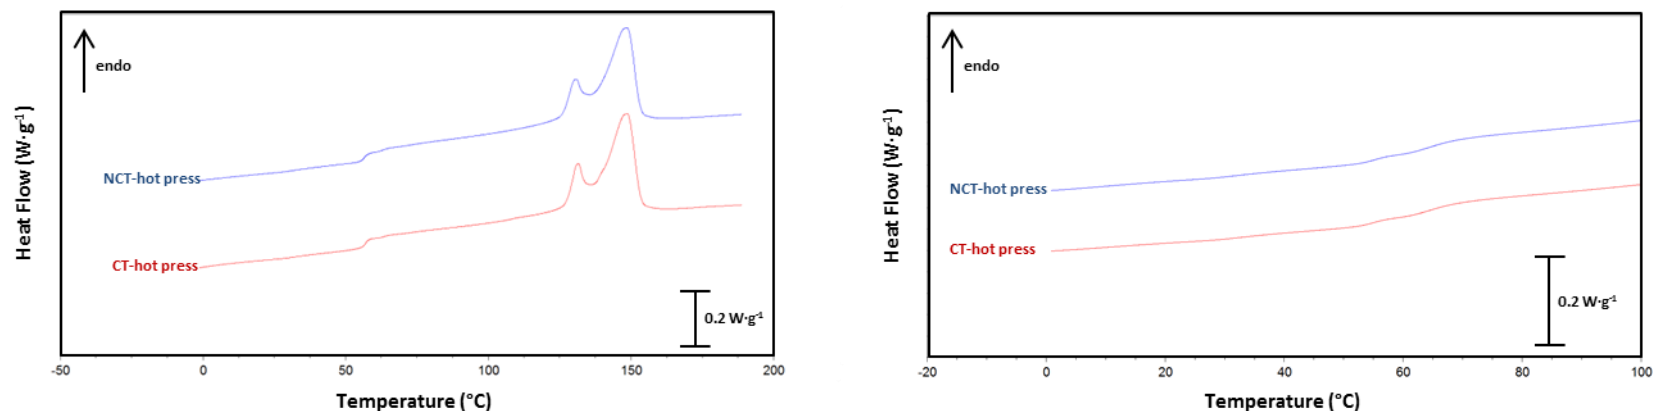 Heat Flow (W·g⁻¹)
endo
NCT-hot press
CT-hot press
0.2 W·g⁻¹
-50 0 50 100 150 200
Temperature (°C)
Heat Flow (W·g⁻¹)
endo
NCT-hot press
CT-hot press
0.2 W·g⁻¹
-20 0 20 40 60 80 100
Temperature (°C)